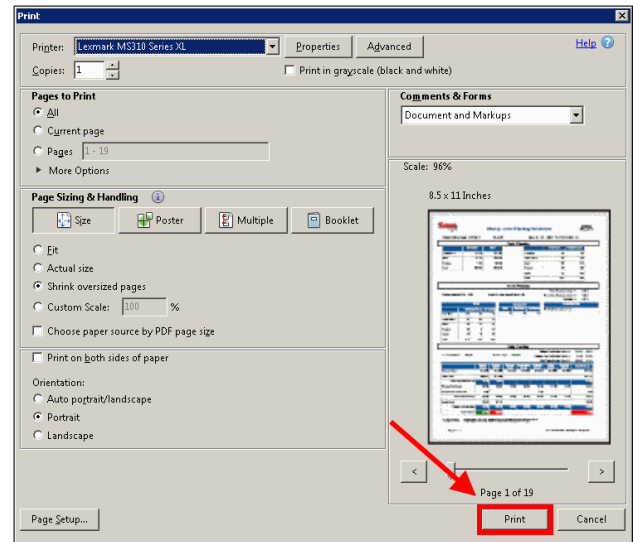 Print
Printer: Lexmark MS310 Series XL Properties Advanced Help
Copies: 1 Print in grayscale (black and white)
Pages to Print
All
Current page
Pages 1 - 19
More Options
Page Sizing & Handling
Size Poster Multiple Booklet
Fit
Actual size
Shrink oversized pages
Custom Scale: 100 %
Choose paper source by PDF page size
Print on both sides of paper
Orientation:
Auto portrait/landscape
Portrait
Landscape
Comments & Forms
Document and Markups
Scale: 96%
8.5 x 11 Inches
< >
Page 1 of 19
Page Setup... Print Cancel